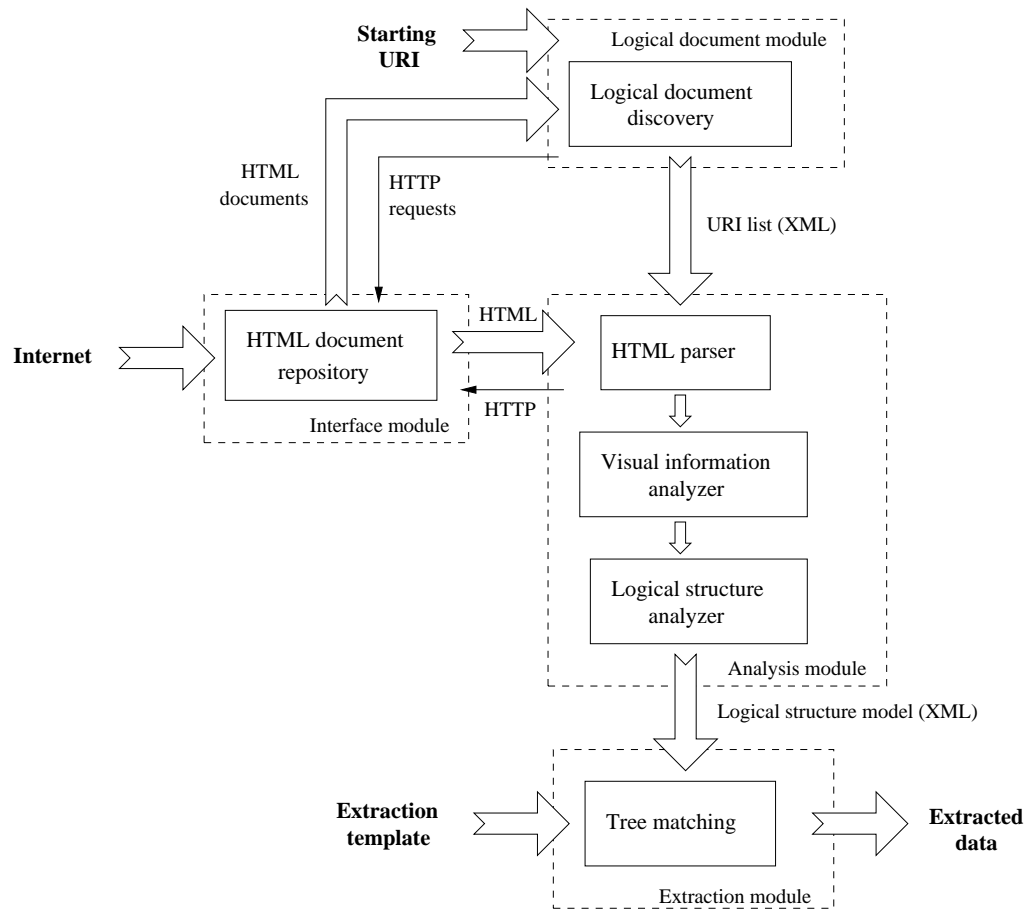 Starting
URI
Logical document module
Logical document
discovery
HTML
documents
HTTP
requests
URI list (XML)
Internet
HTML document
repository
Interface module
HTML
HTTP
HTML parser
Visual information
analyzer
Logical structure
analyzer
Analysis module
Logical structure model (XML)
Extraction
template
Tree matching
Extraction module
Extracted
data